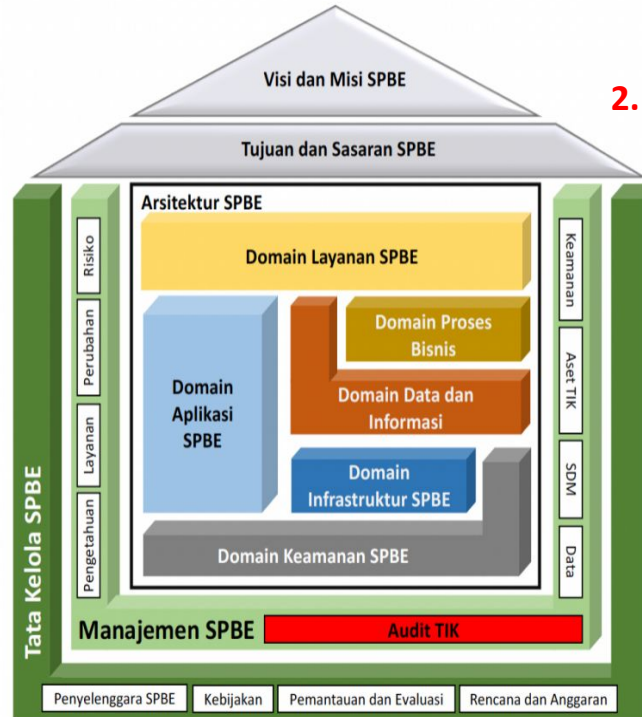 Visi dan Misi SPBE
2.
Tujuan dan Sasaran SPBE
Arsitektur SPBE
Domain Layanan SPBE
Domain Proses
Bisnis
Domain
Aplikasi
SPBE
Domain Data dan
Informasi
Domain
Infrastruktur SPBE
Domain Keamanan SPBE
Risiko
Perubahan
Layanan
Pengetahuan
Keamanan
Aset TIK
SDM
Data
Tata Kelola SPBE
Manajemen SPBE
Audit TIK
Penyelenggara SPBE
Kebijakan
Pemantauan dan Evaluasi
Rencana dan Anggaran